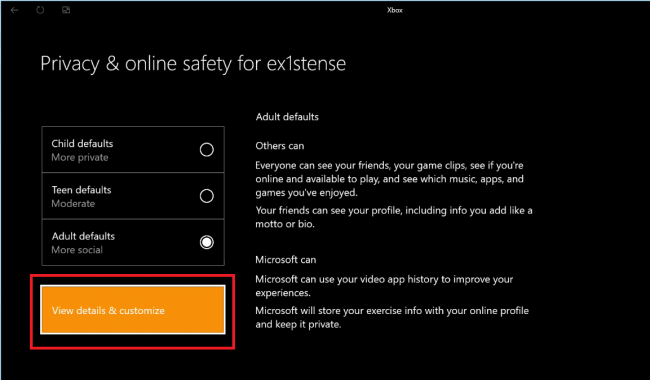 Xbox
Privacy & online safety for ex1stense
Child defaults
More private
Teen defaults
Moderate
Adult defaults
More social
View details & customize
Adult defaults
Others can
Everyone can see your friends, your game clips, see if you're
online and available to play, and see which music, apps, and
games you've enjoyed.
Your friends can see your profile, including info you add like a
motto or bio.
Microsoft can
Microsoft can use your video app history to improve your
experiences.
Microsoft will store your exercise info with your online profile
and keep it private.